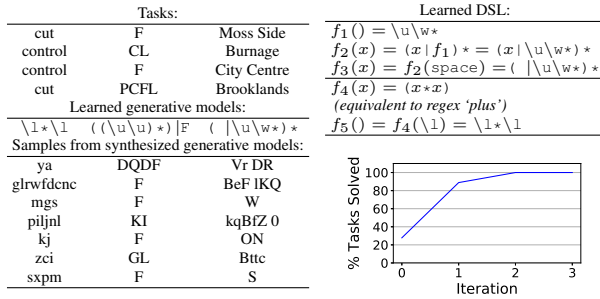 Tasks:
cut F Moss Side
control CL Burnage
control F City Centre
cut PCFL Brooklands
Learned generative models:
\l*\l ((\u\u)*)|F ( |\u\w*)*
Samples from synthesized generative models:
ya DQDF Vr DR
glrwfdcnc F BeF lKQ
mgs F W
piljnl KI kqBfZ 0
kj F ON
zci GL Bttc
sxpm F S
Learned DSL:
f1() = \u\w*
f2(x) = (x|f1)* = (x|\u\w*)*
f3(x) = f2(space) =( |\u\w*)*
f4(x) = (x*x)
(equivalent to regex ‘plus’)
f5() = f4(\l) = \l*\l
% Tasks Solved
100
80
60
40
20
0
0 1 2 3
Iteration